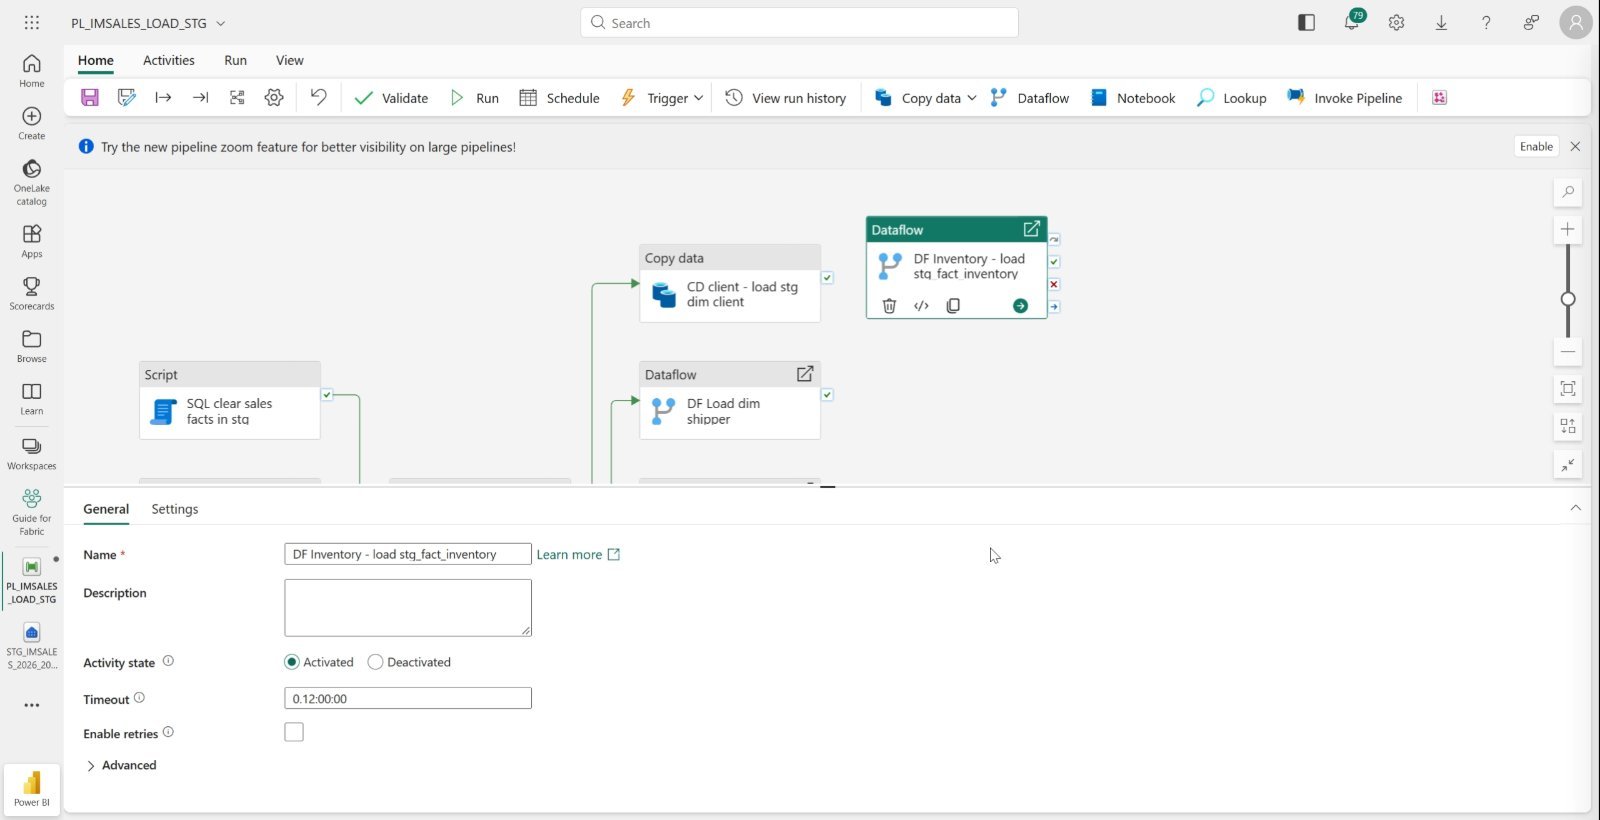 PL_IMSALES_LOAD_STG
Search
79
Home
Activities
Run
View
Validate
Run
Schedule
Trigger
View run history
Copy data
Dataflow
Notebook
Lookup
Invoke Pipeline
Try the new pipeline zoom feature for better visibility on large pipelines!
Enable
Home
Create
OneLake
catalog
Apps
Scorecards
Browse
Learn
Workspaces
Guide for
Fabric
PL_IMSALES
_LOAD_STG
STG_IMSALE
S_2026_20...
Power BI
Script
SQL clear sales
facts in stg
Copy data
CD client - load stg
dim client
Dataflow
DF Load dim
shipper
Dataflow
DF Inventory - load
stg_fact_inventory
General
Settings
Name *
DF Inventory - load stg_fact_inventory
Learn more
Description
Activity state
Activated
Deactivated
Timeout
0.12:00:00
Enable retries
Advanced